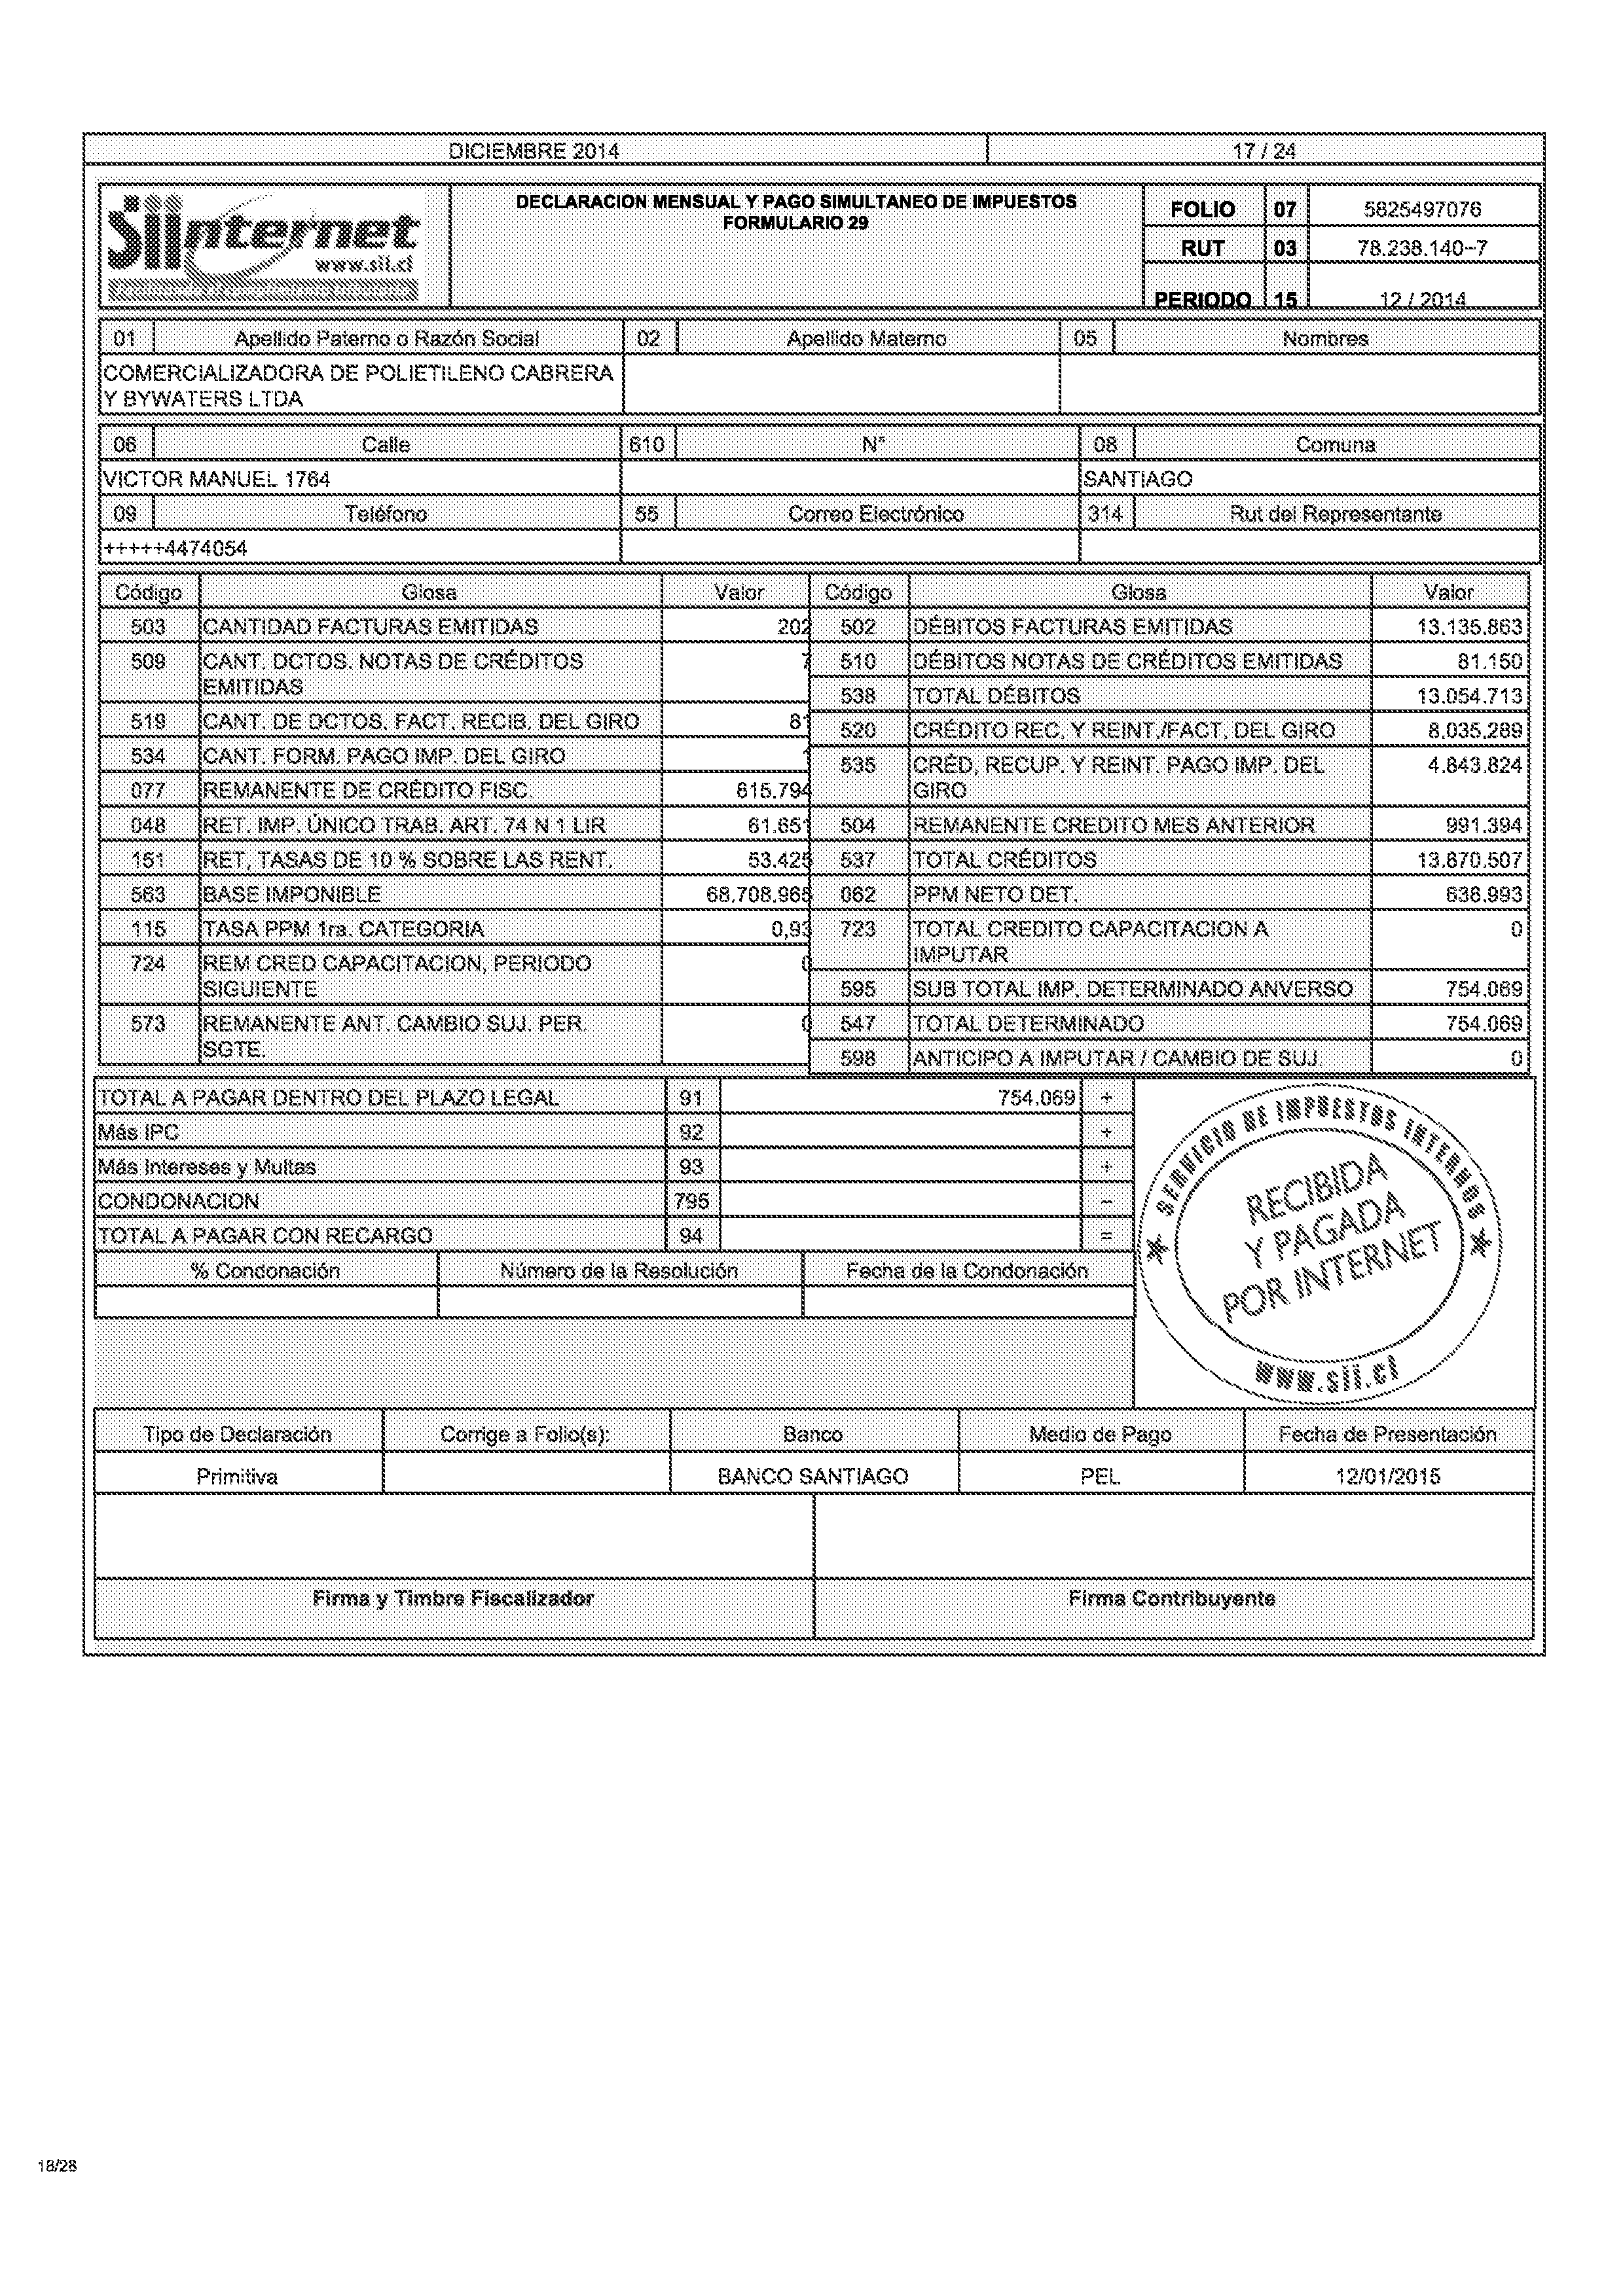 DICIEMBRE 2014 17 / 24
SIInternet
www.sii.cl
DECLARACION MENSUAL Y PAGO SIMULTANEO DE IMPUESTOS
FORMULARIO 29
FOLIO 07 5825497076
RUT 03 78.238.140-7
PERIODO 15 12 / 2014
01 Apellido Paterno o Razón Social 02 Apellido Materno 05 Nombres
COMERCIALIZADORA DE POLIETILENO CABRERA
Y BYWATERS LTDA
06 Calle 610 N° 08 Comuna
VICTOR MANUEL 1764 SANTIAGO
09 Teléfono 55 Correo Electrónico 314 Rut del Representante
+++++4474054
Código Glosa Valor Código Glosa Valor
503 CANTIDAD FACTURAS EMITIDAS 202 502 DÉBITOS FACTURAS EMITIDAS 13.135.863
509 CANT. DCTOS. NOTAS DE CRÉDITOS 7 510 DÉBITOS NOTAS DE CRÉDITOS EMITIDAS 81.150
EMITIDAS
538 TOTAL DÉBITOS 13.054.713
519 CANT. DE DCTOS. FACT. RECIB. DEL GIRO 81 520 CRÉDITO REC. Y REINT./FACT. DEL GIRO 8.035.289
534 CANT. FORM. PAGO IMP. DEL GIRO 1 535 CRÉD, RECUP. Y REINT. PAGO IMP. DEL 4.843.824
GIRO
077 REMANENTE DE CRÉDITO FISC. 815.794
048 RET. IMP. ÚNICO TRAB. ART. 74 N 1 LIR 61.651 504 REMANENTE CREDITO MES ANTERIOR 991.394
151 RET, TASAS DE 10 % SOBRE LAS RENT. 53.425 537 TOTAL CRÉDITOS 13.870.507
563 BASE IMPONIBLE 68.708.965 062 PPM NETO DET. 638.993
115 TASA PPM 1ra. CATEGORIA 0,93 723 TOTAL CREDITO CAPACITACION A 0
IMPUTAR
724 REM CRED CAPACITACION, PERIODO 0
SIGUIENTE
595 SUB TOTAL IMP. DETERMINADO ANVERSO 754.069
573 REMANENTE ANT. CAMBIO SUJ. PER. 0 547 TOTAL DETERMINADO 754.069
SGTE.
598 ANTICIPO A IMPUTAR / CAMBIO DE SUJ. 0
TOTAL A PAGAR DENTRO DEL PLAZO LEGAL 91 754.069 +
Más IPC 92 +
Más Intereses y Multas 93 +
CONDONACION 795 -
TOTAL A PAGAR CON RECARGO 94 =
% Condonación Número de la Resolución Fecha de la Condonación
SERVICIO DE IMPUESTOS INTERNOS
RECIBIDA
Y PAGADA
POR INTERNET
www.sii.cl
Tipo de Declaración Corrige a Folio(s): Banco Medio de Pago Fecha de Presentación
Primitiva BANCO SANTIAGO PEL 12/01/2015
Firma y Timbre Fiscalizador Firma Contribuyente
18/28